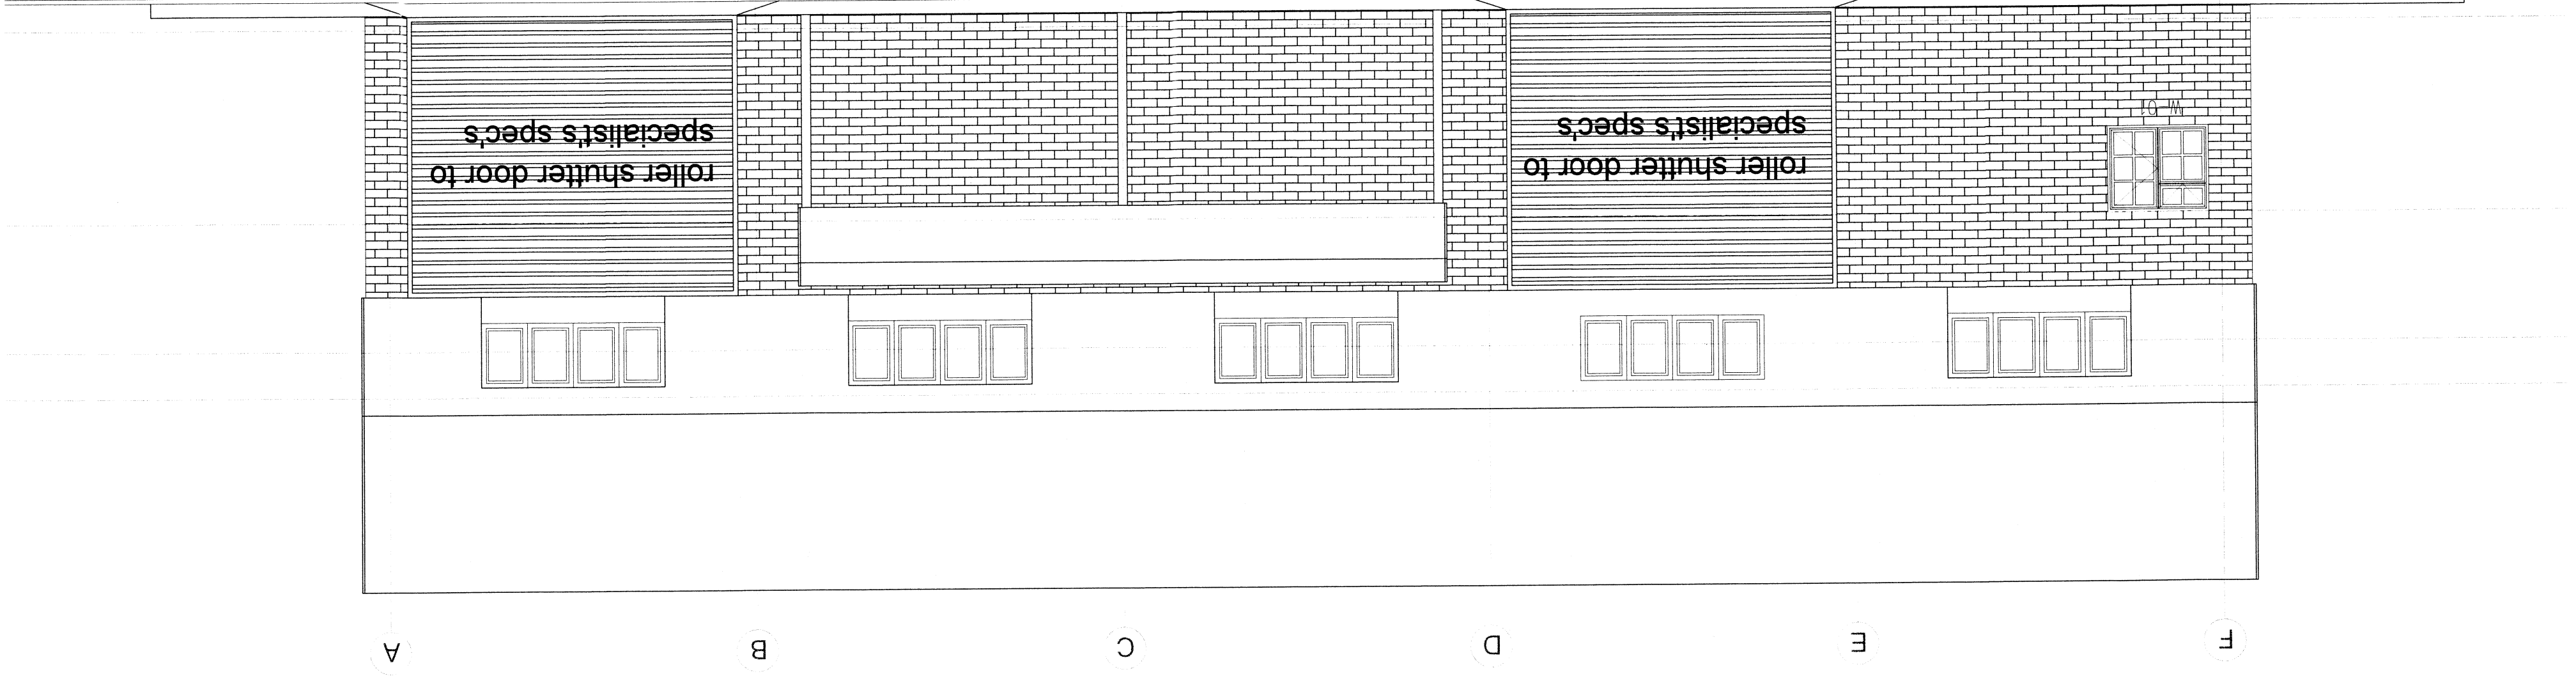 F
E
D
C
B
A
W-01
roller shutter door to
specialist's spec's
roller shutter door to
specialist's spec's